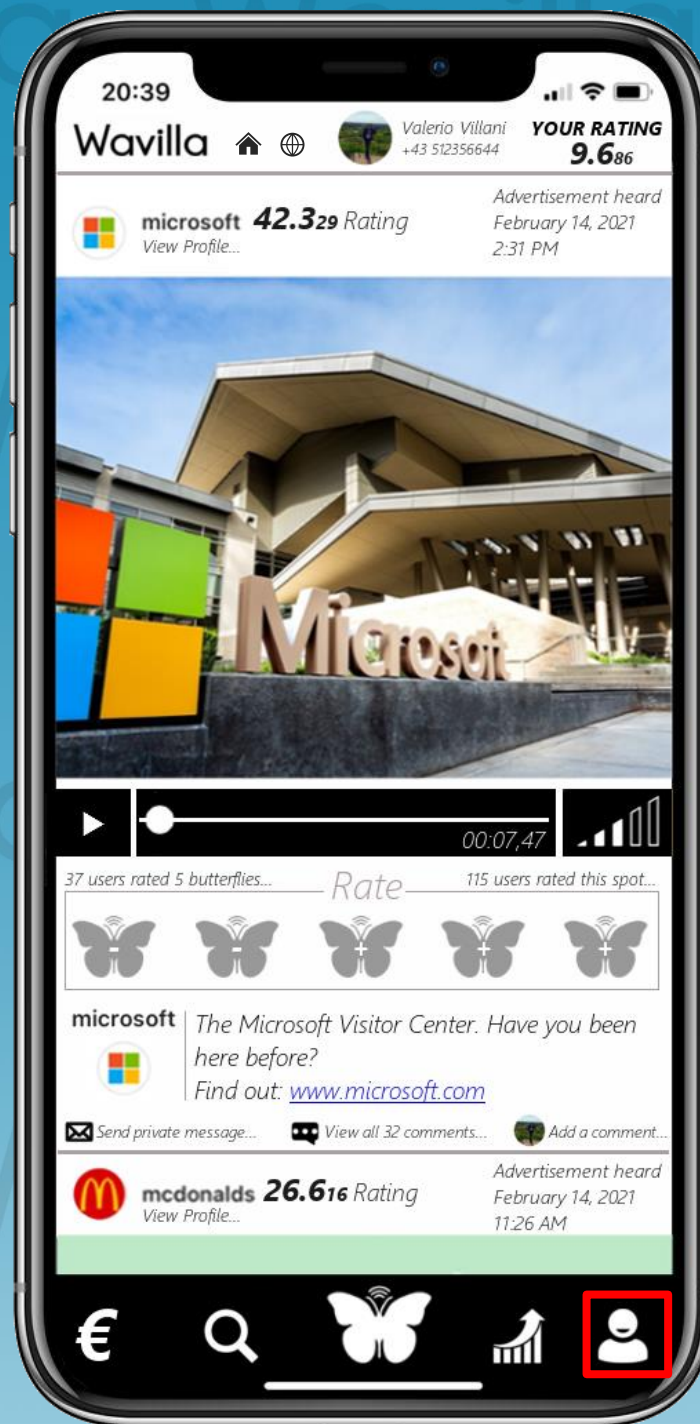 20:39
Wavilla
Valerio Villani
+43 512356644
YOUR RATING
9.686
microsoft 42.329 Rating
View Profile...
Advertisement heard
February 14, 2021
2:31 PM
Microsoft
00:07,47
37 users rated 5 butterflies...
Rate
115 users rated this spot...
- - + + +
microsoft
The Microsoft Visitor Center. Have you been
here before?
Find out: www.microsoft.com
Send private message...
View all 32 comments...
Add a comment...
mcdonalds 26.616 Rating
View Profile...
Advertisement heard
February 14, 2021
11:26 AM
€